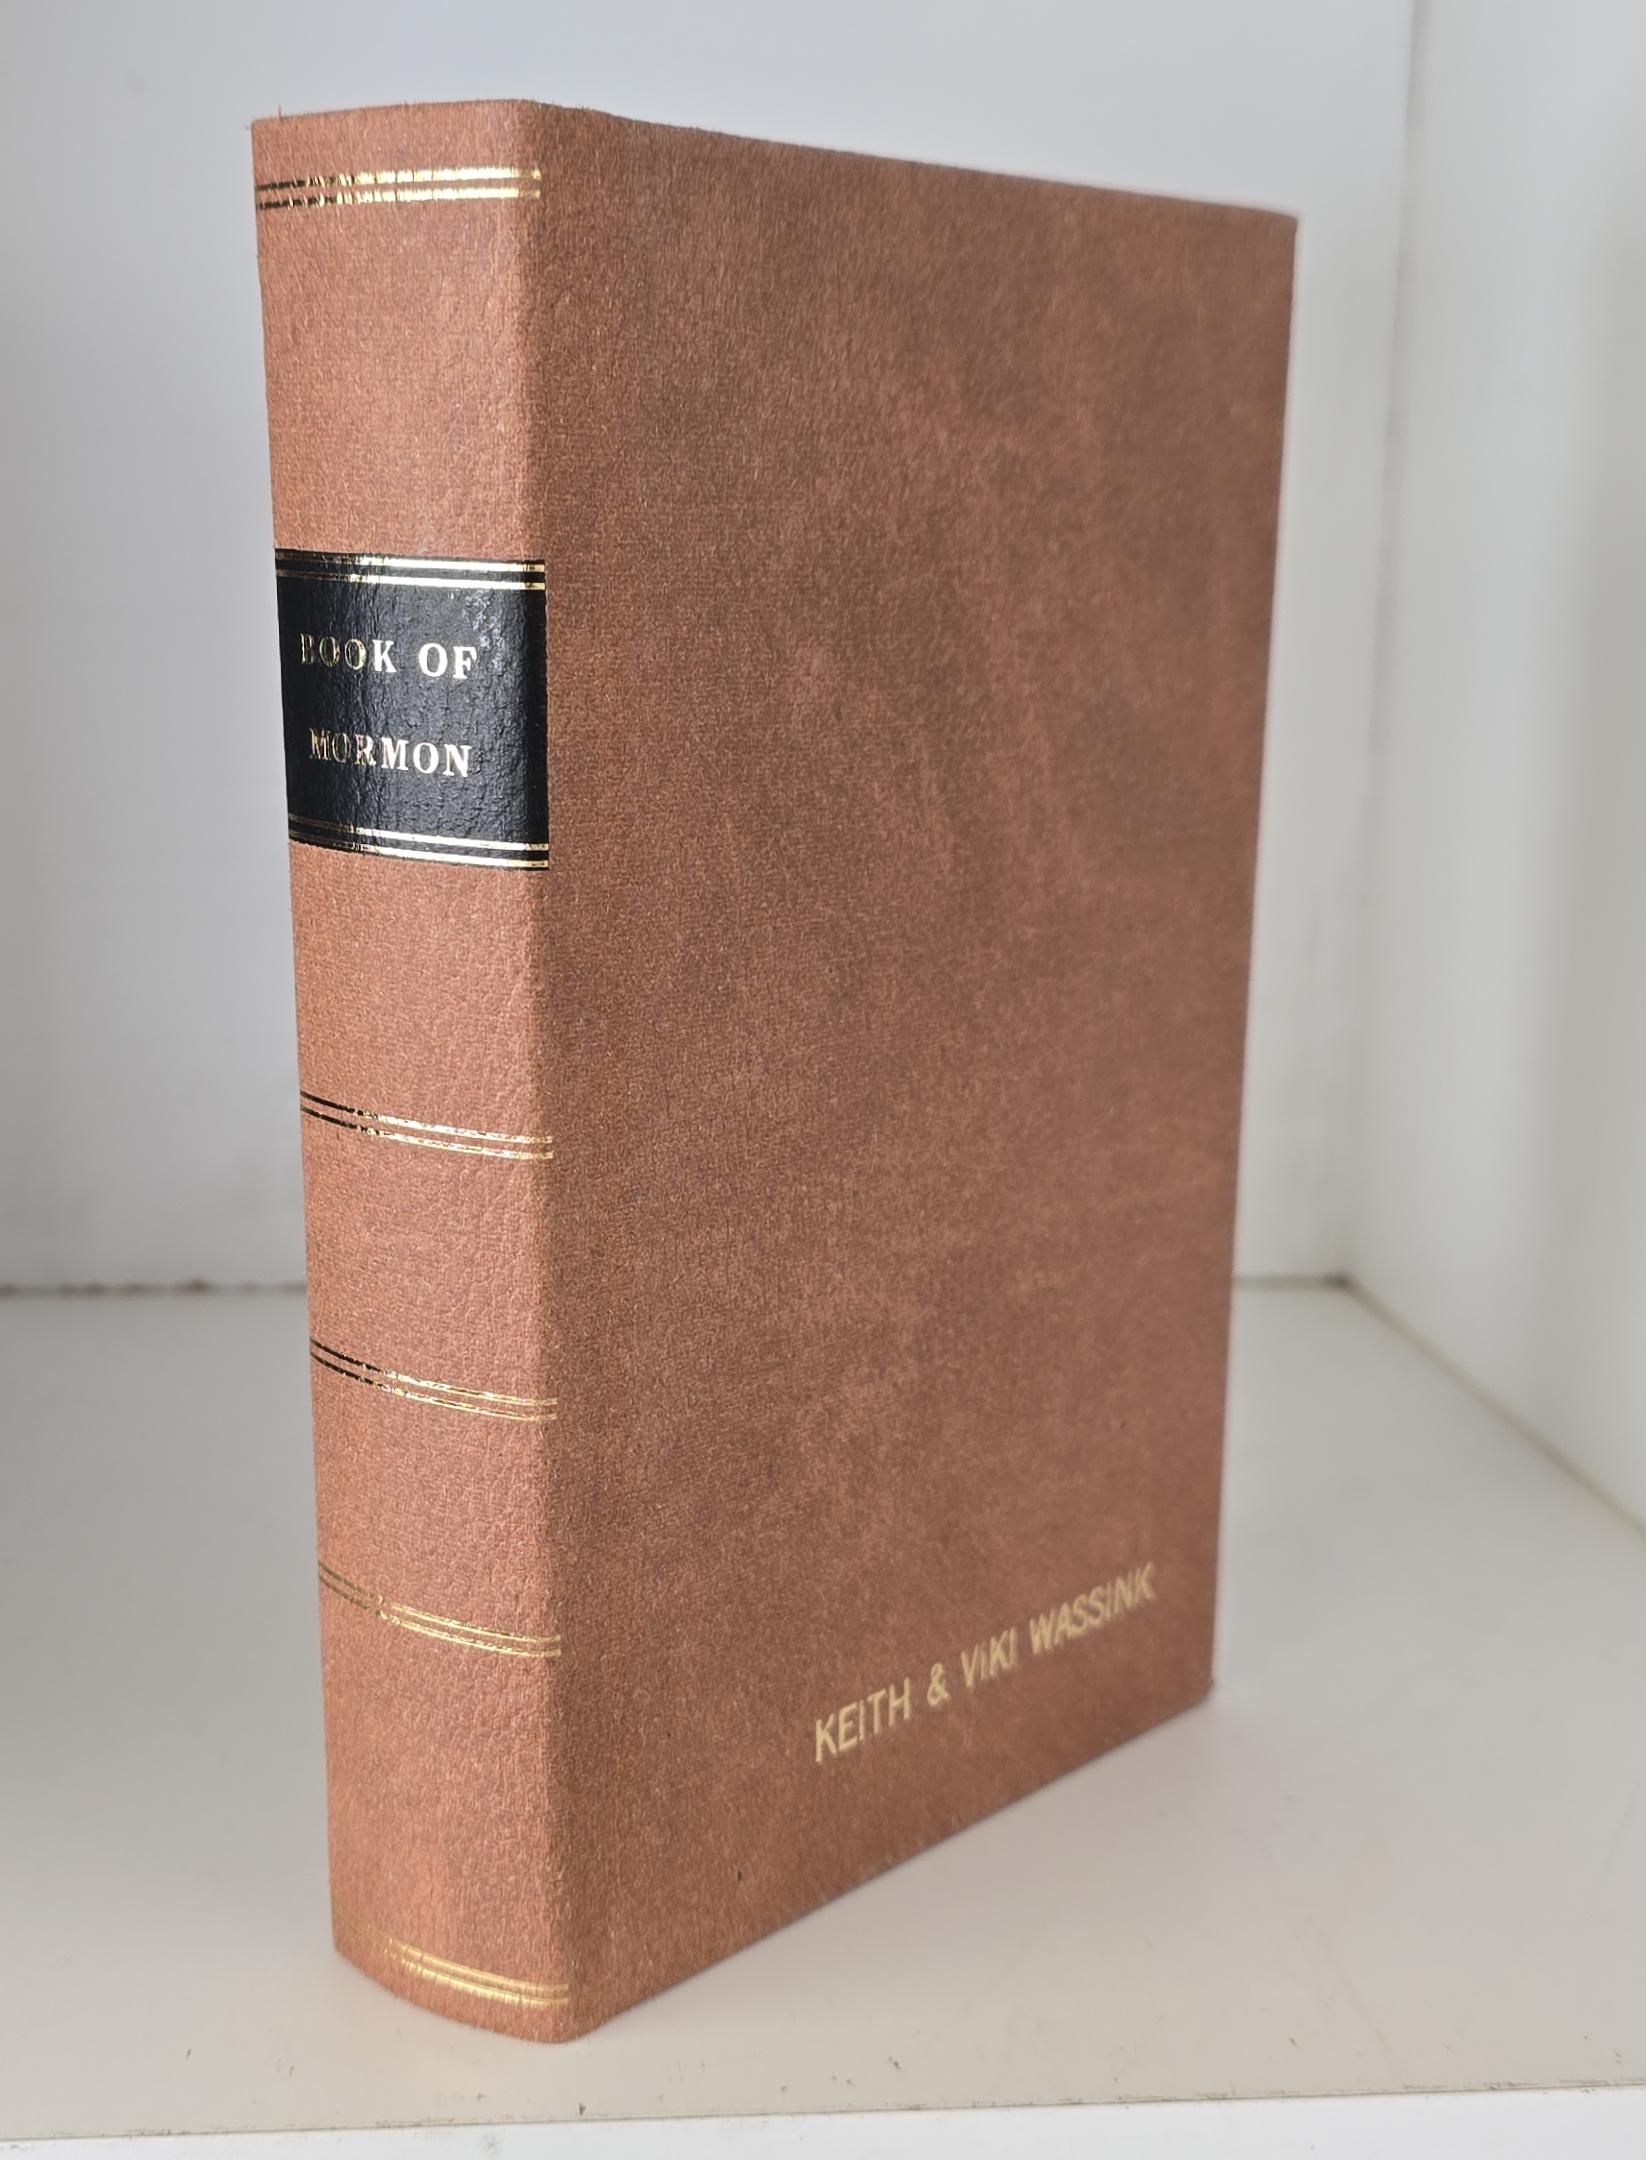 BOOK OF
MORMON
KEITH & VIKI WASSINK